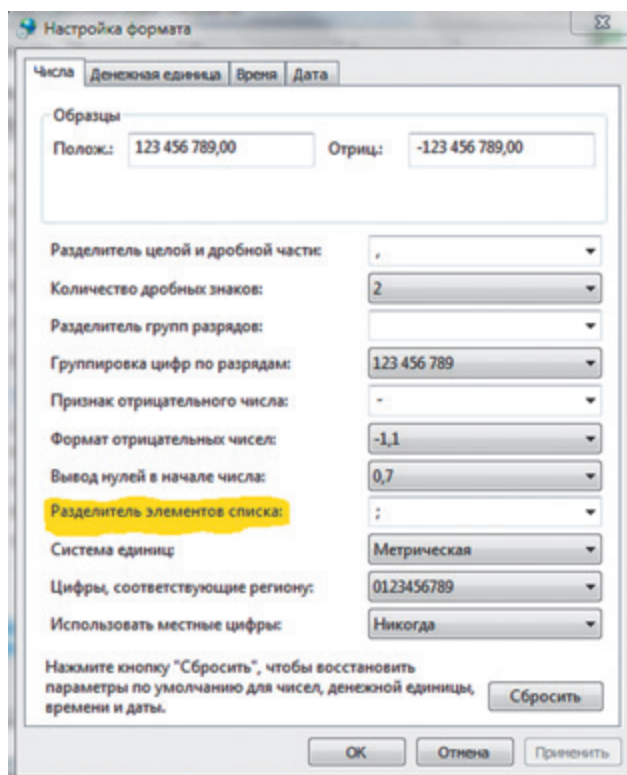 Настройка формата
Числа Денежная единица Время Дата
Образцы
Полож.: 123 456 789,00 Отриц.: -123 456 789,00
Разделитель целой и дробной части: ,
Количество дробных знаков: 2
Разделитель групп разрядов:
Группировка цифр по разрядам: 123 456 789
Признак отрицательного числа: -
Формат отрицательных чисел: -1,1
Вывод нулей в начале числа: 0,7
Разделитель элементов списка: ;
Система единиц: Метрическая
Цифры, соответствующие региону: 0123456789
Использовать местные цифры: Никогда
Нажмите кнопку "Сбросить", чтобы восстановить
параметры по умолчанию для чисел, денежной единицы,
времени и даты.
Сбросить
ОК Отмена Применить